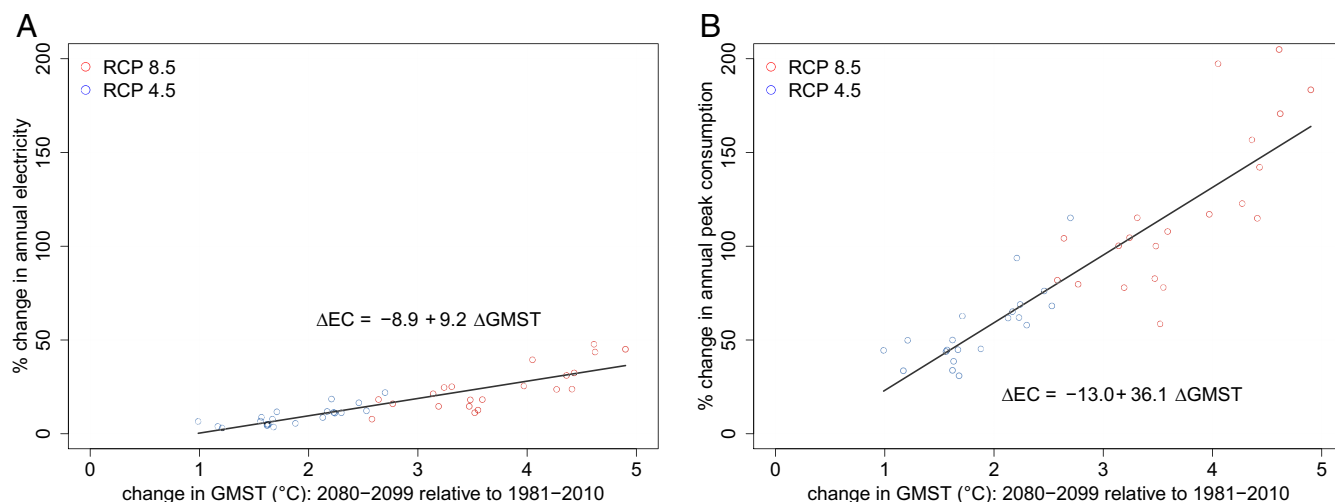 A
RCP 8.5
RCP 4.5
% change in annual electricity
200
150
100
50
0
ΔEC = −8.9 + 9.2 ΔGMST
0 1 2 3 4 5
change in GMST (°C): 2080−2099 relative to 1981−2010
B
RCP 8.5
RCP 4.5
% change in annual peak consumption
200
150
100
50
0
ΔEC = −13.0 + 36.1 ΔGMST
0 1 2 3 4 5
change in GMST (°C): 2080−2099 relative to 1981−2010